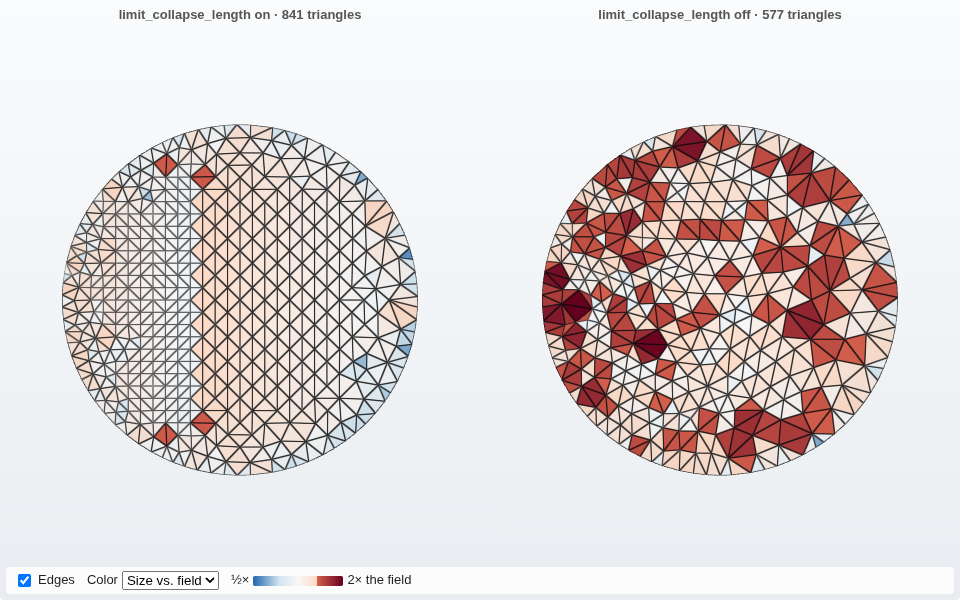 limit_collapse_length on · 841 triangles
limit_collapse_length off · 577 triangles
Edges Color Size vs. field ½× 2× the field